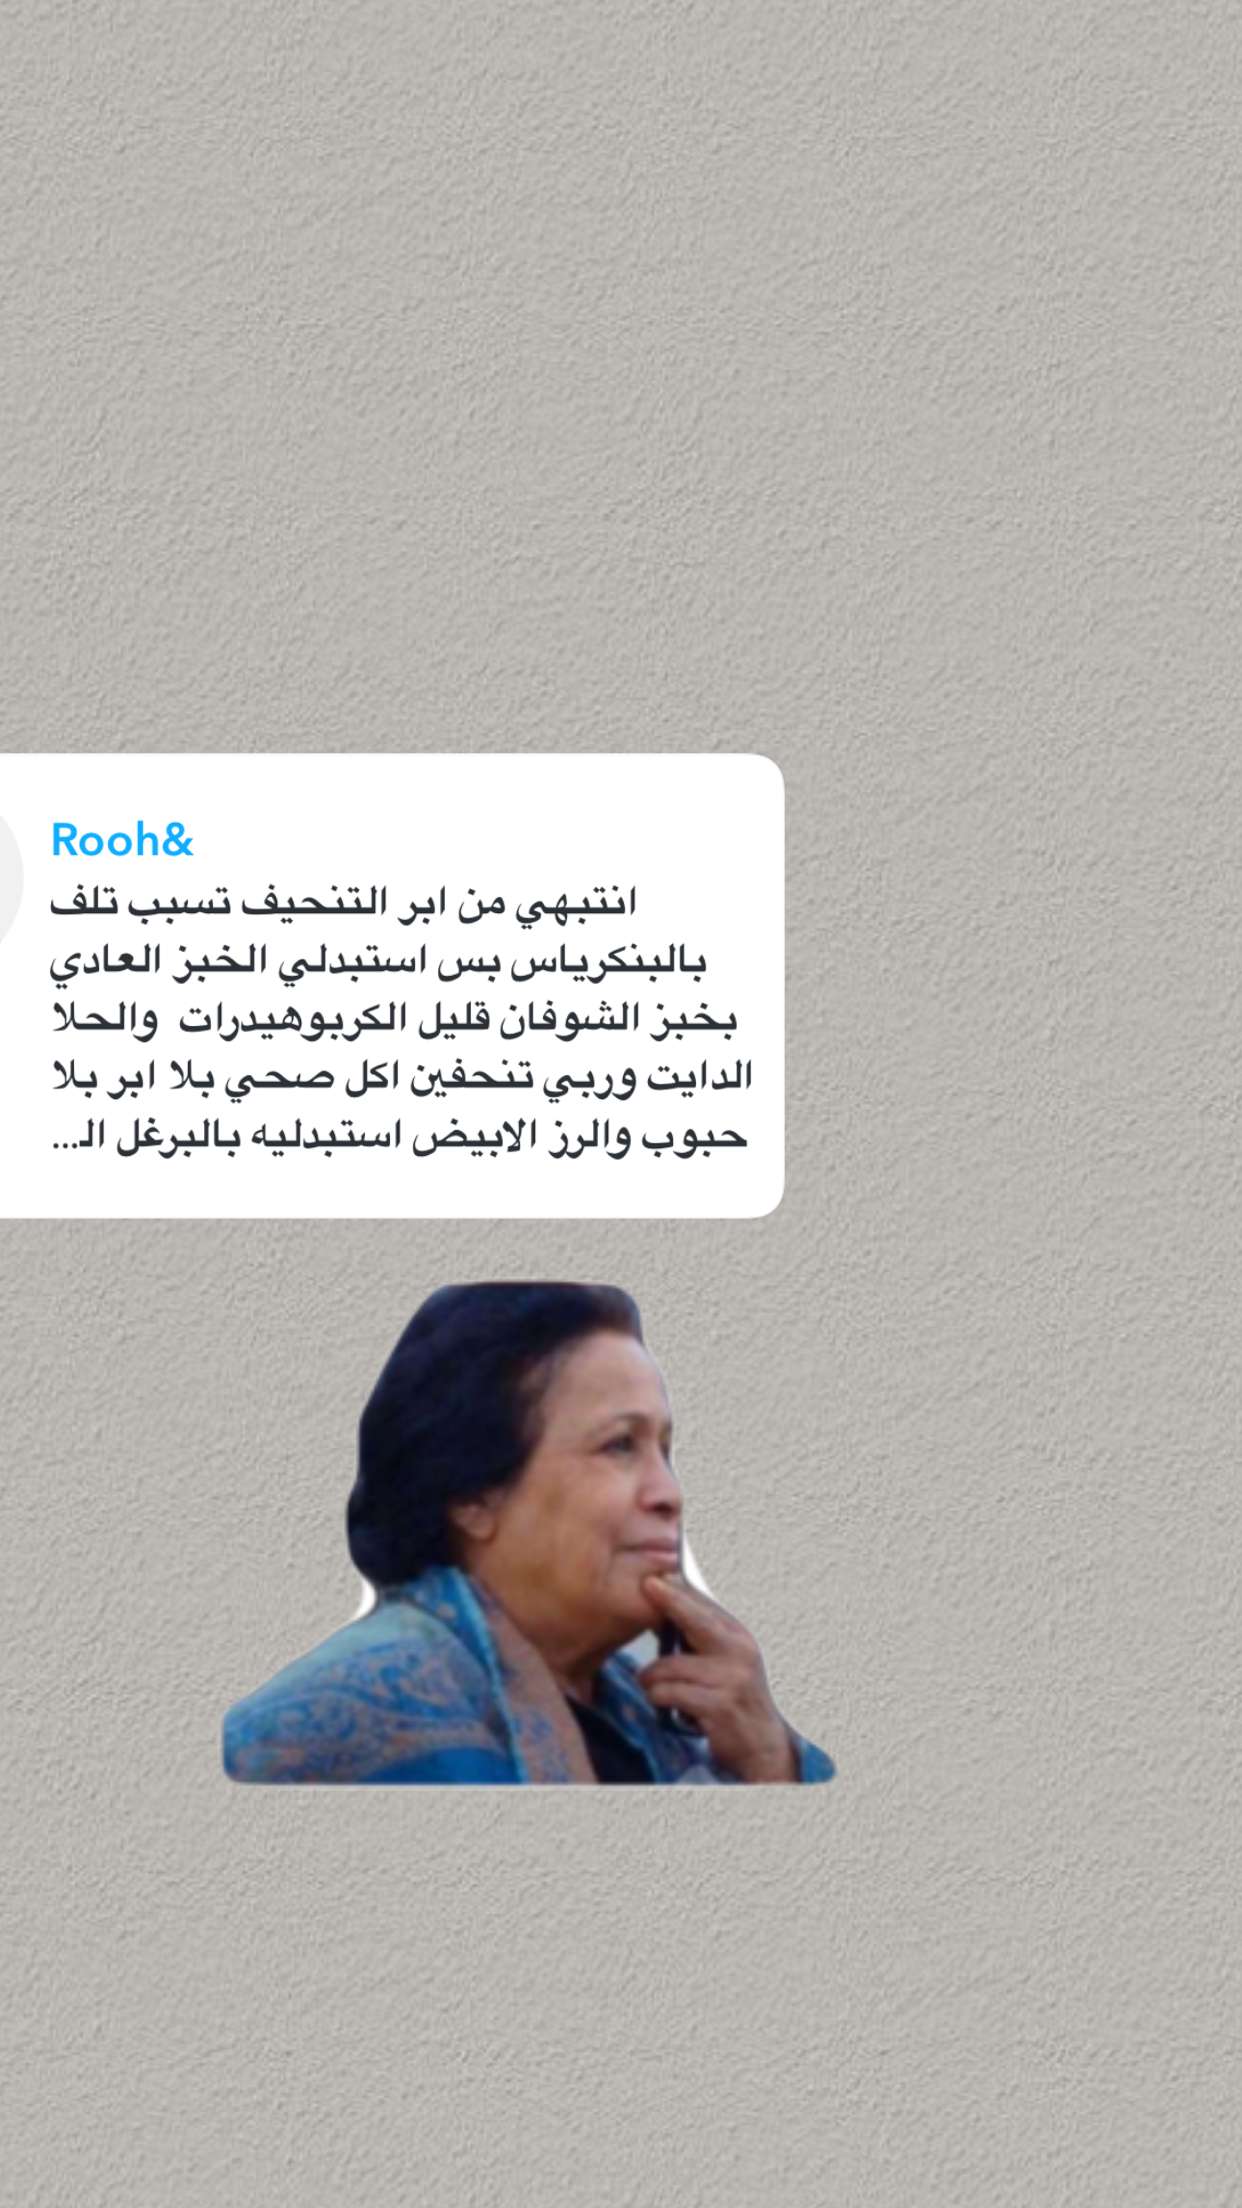 Rooh&
انتبهي من ابر التنحيف تسبب تلف
بالبنكرياس بس استبدلي الخبز العادي
بخبز الشوفان قليل الكربوهيدرات  والحلا
الدايت وربي تنحفين اكل صحي بلا ابر بلا
حبوب والرز الابيض استبدليه بالبرغل الـ...